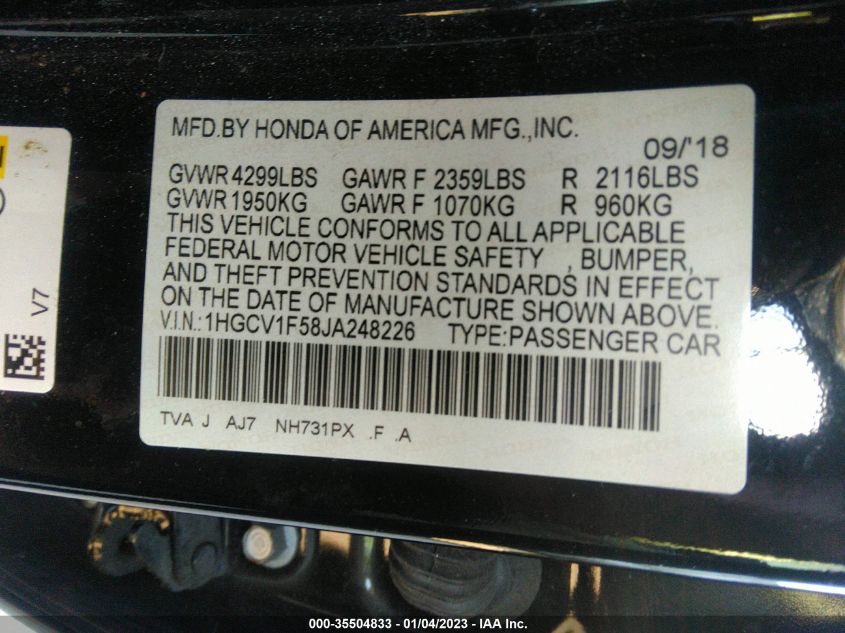 MFD.BY HONDA OF AMERICA MFG.,INC.
09/'18
GVWR 4299LBS GAWR F 2359LBS R 2116LBS
GVWR 1950KG GAWR F 1070KG R 960KG
THIS VEHICLE CONFORMS TO ALL APPLICABLE
FEDERAL MOTOR VEHICLE SAFETY , BUMPER,
AND THEFT PREVENTION STANDARDS IN EFFECT
ON THE DATE OF MANUFACTURE SHOWN ABOVE.
V.I.N.:1HGCV1F58JA248226 TYPE:PASSENGER CAR
TVA J AJ7 NH731PX .F .A
V7
000-35504833 - 01/04/2023 - IAA Inc.